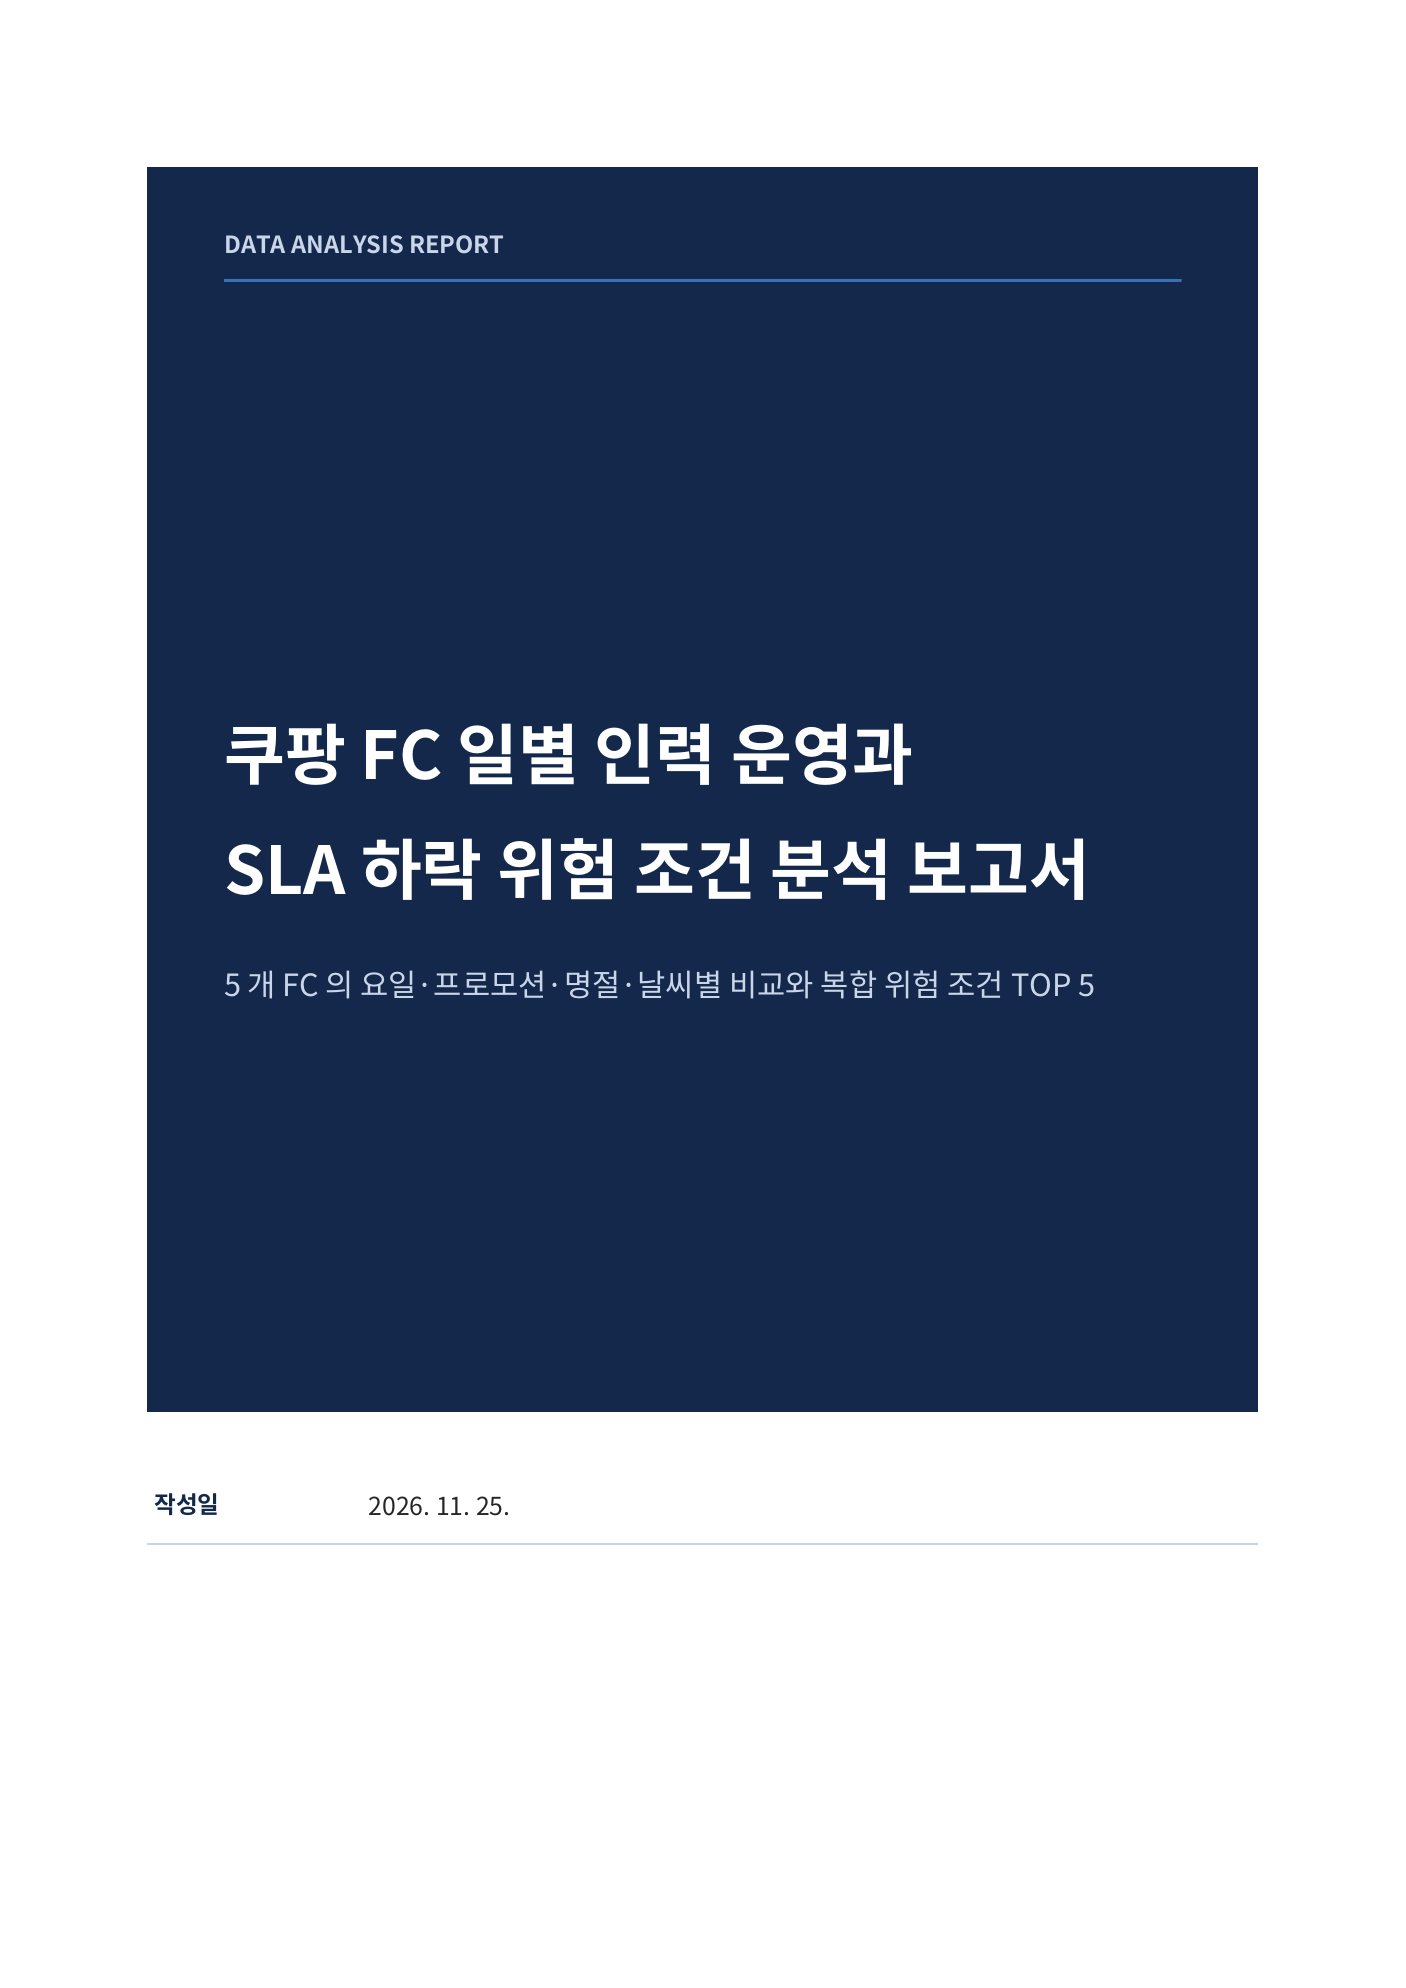 DATA ANALYSIS REPORT
쿠팡 FC 일별 인력 운영과
SLA 하락 위험 조건 분석 보고서
5 개 FC 의 요일·프로모션·명절·날씨별 비교와 복합 위험 조건 TOP 5
작성일 2026. 11. 25.